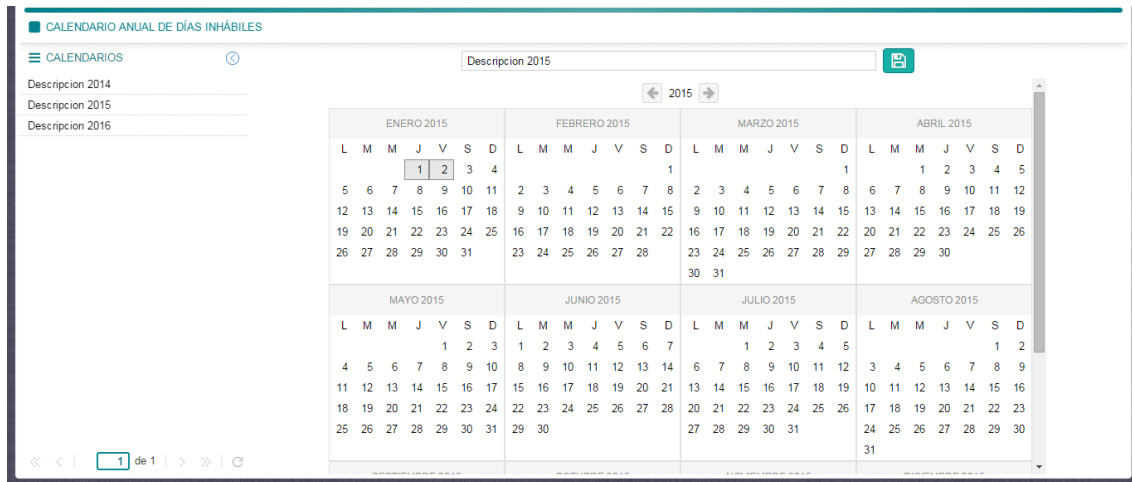 CALENDARIO ANUAL DE DÍAS INHÁBILES
CALENDARIOS
Descripcion 2014
Descripcion 2015
Descripcion 2016
1 de 1
Descripcion 2015
2015
ENERO 2015
L M M J V S D
1 2 3 4
5 6 7 8 9 10 11
12 13 14 15 16 17 18
19 20 21 22 23 24 25
26 27 28 29 30 31
FEBRERO 2015
L M M J V S D
1
2 3 4 5 6 7 8
9 10 11 12 13 14 15
16 17 18 19 20 21 22
23 24 25 26 27 28
MARZO 2015
L M M J V S D
1
2 3 4 5 6 7 8
9 10 11 12 13 14 15
16 17 18 19 20 21 22
23 24 25 26 27 28 29
30 31
ABRIL 2015
L M M J V S D
1 2 3 4 5
6 7 8 9 10 11 12
13 14 15 16 17 18 19
20 21 22 23 24 25 26
27 28 29 30
MAYO 2015
L M M J V S D
1 2 3
4 5 6 7 8 9 10
11 12 13 14 15 16 17
18 19 20 21 22 23 24
25 26 27 28 29 30 31
JUNIO 2015
L M M J V S D
1 2 3 4 5 6 7
8 9 10 11 12 13 14
15 16 17 18 19 20 21
22 23 24 25 26 27 28
29 30
JULIO 2015
L M M J V S D
1 2 3 4 5
6 7 8 9 10 11 12
13 14 15 16 17 18 19
20 21 22 23 24 25 26
27 28 29 30 31
AGOSTO 2015
L M M J V S D
1 2
3 4 5 6 7 8 9
10 11 12 13 14 15 16
17 18 19 20 21 22 23
24 25 26 27 28 29 30
31